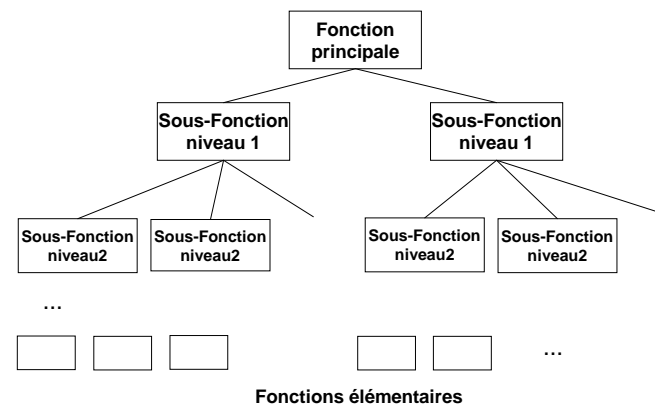 Fonction
principale
Sous-Fonction
niveau 1
Sous-Fonction
niveau 1
Sous-Fonction
niveau2
Sous-Fonction
niveau2
Sous-Fonction
niveau2
Sous-Fonction
niveau2
...
...
Fonctions élémentaires